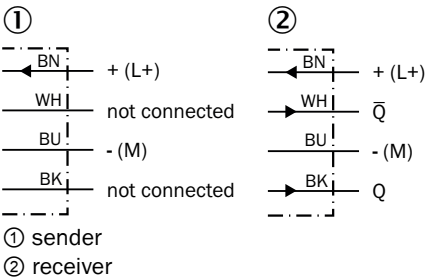 ① ②
BN + (L+) BN + (L+)
WH not connected WH Q̅
BU - (M) BU - (M)
BK not connected BK Q
① sender
② receiver